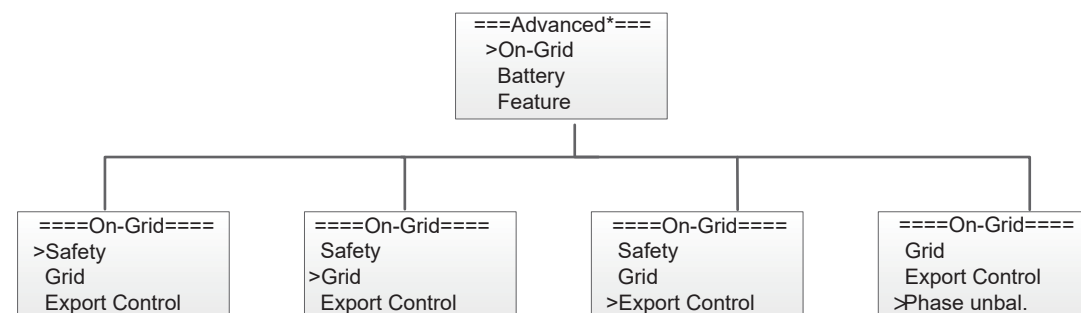 ===Advanced*===
>On-Grid
Battery
Feature
====On-Grid====
>Safety
Grid
Export Control
====On-Grid====
Safety
>Grid
Export Control
====On-Grid====
Safety
Grid
>Export Control
====On-Grid====
Grid
Export Control
>Phase unbal.